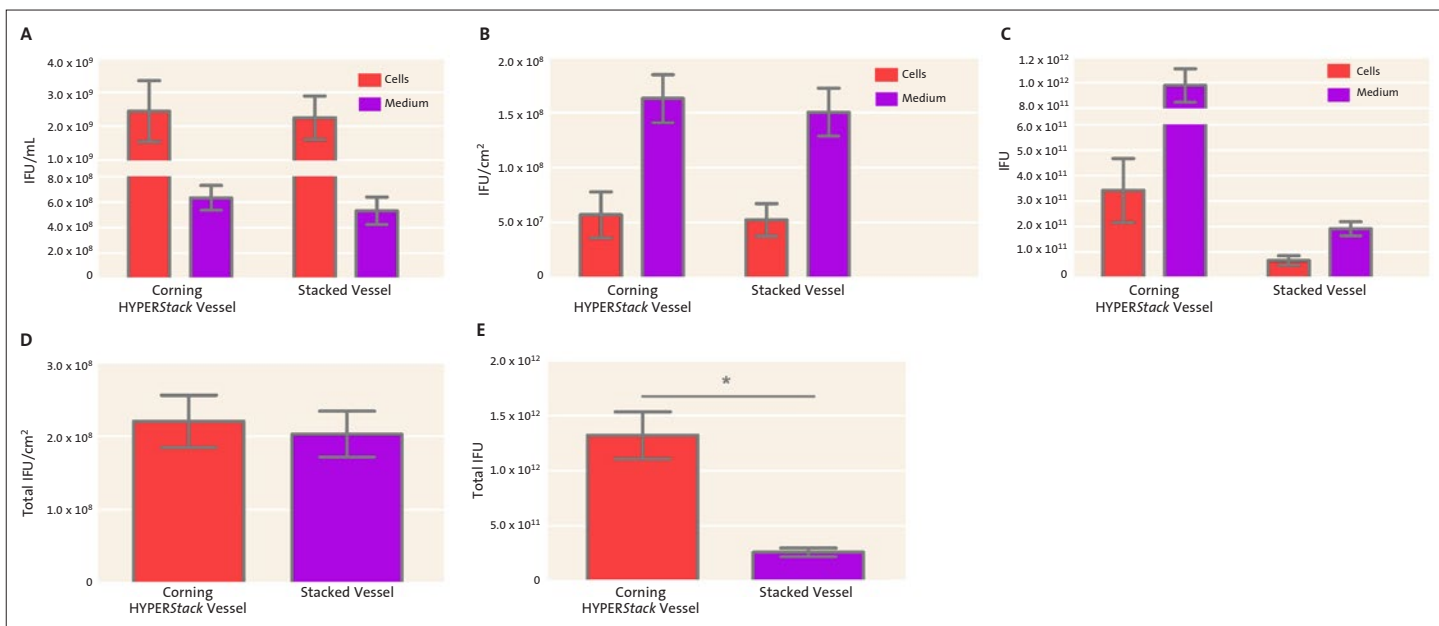 A
4.0 x 10⁹
3.0 x 10⁹
2.0 x 10⁹
1.0 x 10⁹
8.0 x 10⁸
6.0 x 10⁸
4.0 x 10⁸
2.0 x 10⁸
0
IFU/mL
Cells
Medium
Corning
HYPERStack Vessel
Stacked Vessel
B
2.0 x 10⁸
1.5 x 10⁸
1.0 x 10⁸
5.0 x 10⁷
0
IFU/cm²
Cells
Medium
Corning
HYPERStack Vessel
Stacked Vessel
C
1.2 x 10¹²
1.0 x 10¹²
8.0 x 10¹¹
6.0 x 10¹¹
5.0 x 10¹¹
4.0 x 10¹¹
3.0 x 10¹¹
2.0 x 10¹¹
1.0 x 10¹¹
0
IFU
Cells
Medium
Corning
HYPERStack Vessel
Stacked Vessel
D
3.0 x 10⁸
2.0 x 10⁸
1.0 x 10⁸
0
Total IFU/cm²
Corning
HYPERStack Vessel
Stacked Vessel
E
2.0 x 10¹²
1.5 x 10¹²
1.0 x 10¹²
5.0 x 10¹¹
0
Total IFU
*
Corning
HYPERStack Vessel
Stacked Vessel